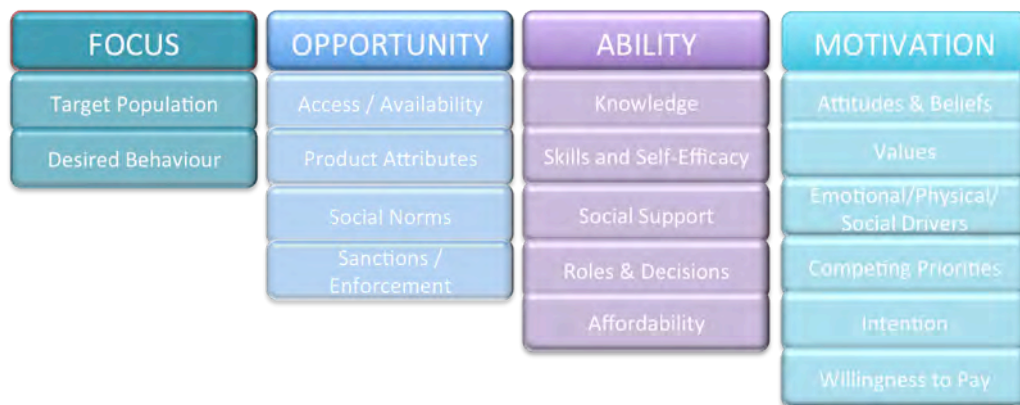 FOCUS
Target Population
Desired Behaviour
OPPORTUNITY
Access / Availability
Product Attributes
Social Norms
Sanctions /
Enforcement
ABILITY
Knowledge
Skills and Self-Efficacy
Social Support
Roles & Decisions
Affordability
MOTIVATION
Attitudes & Beliefs
Values
Emotional/Physical/
Social Drivers
Competing Priorities
Intention
Willingness to Pay